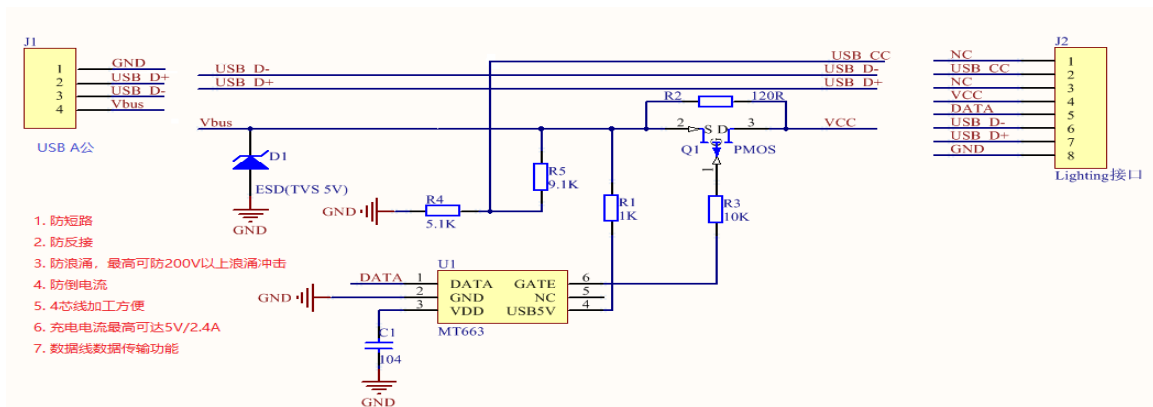 J1
1 GND
2 USB D+
3 USB D-
4 Vbus
USB A公
USB D-
USB D+
USB CC
USB D-
USB D+
R2 120R
Vbus
2 S D 3
VCC
Q1 PMOS
1
D1
ESD(TVS 5V)
GND
R5
9.1K
R4
GND
5.1K
R1
1K
R3
10K
J2
NC 1
USB CC 2
NC 3
VCC 4
DATA 5
USB D- 6
USB D+ 7
GND 8
Lighting接口
1. 防短路
2. 防反接
3. 防浪涌，最高可防200V以上浪涌冲击
4. 防倒电流
5. 4芯线加工方便
6. 充电电流最高可达5V/2.4A
7. 数据线数据传输功能
U1
DATA 1 DATA GATE 6
GND 2 GND NC 5
3 VDD USB5V 4
MT663
C1
104
GND